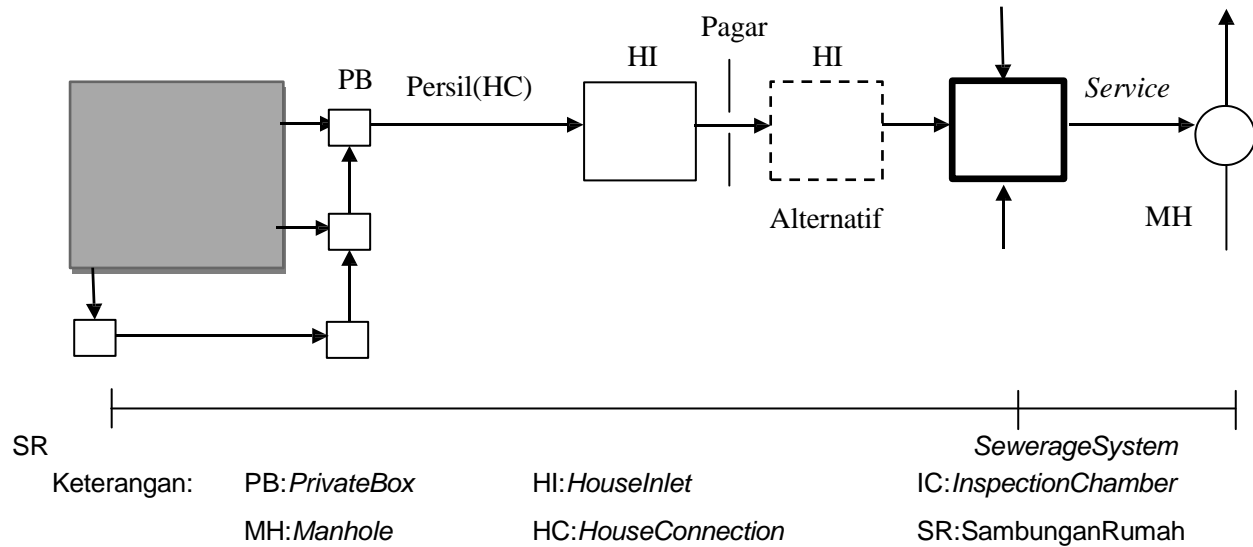 Pagar
HI
HI
PB
Persil(HC)
Service
Alternatif
MH
SR
SewerageSystem
Keterangan: PB:PrivateBox HI:HouseInlet IC:InspectionChamber
MH:Manhole HC:HouseConnection SR:SambunganRumah